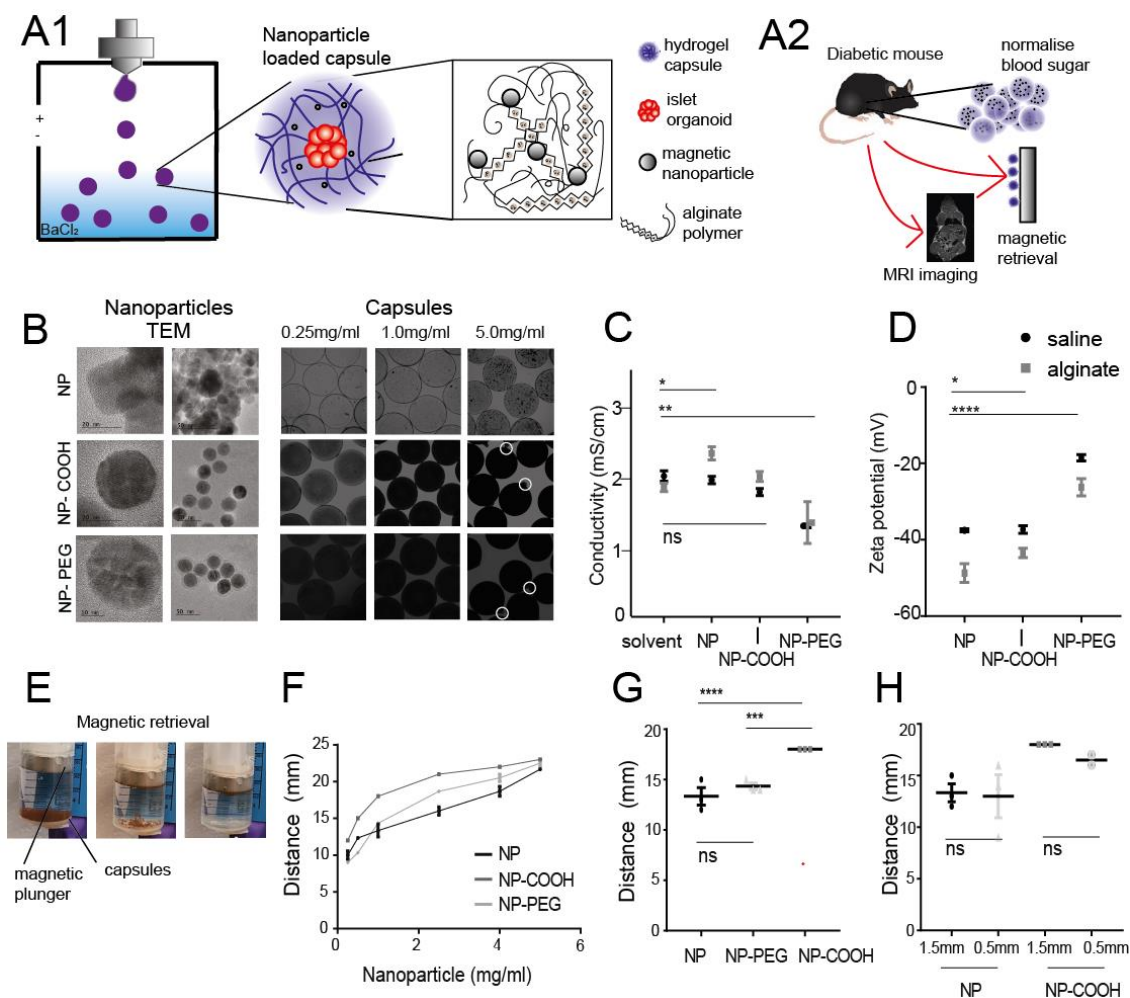 A1
Nanoparticle
loaded capsule
+
-
BaCl₂
hydrogel
capsule
islet
organoid
magnetic
nanoparticle
alginate
polymer
A2
Diabetic mouse
normalise
blood sugar
magnetic
retrieval
MRI imaging
B
Nanoparticles
TEM
Capsules
0.25mg/ml
1.0mg/ml
5.0mg/ml
NP
NP- COOH
NP- PEG
C
Conductivity (mS/cm)
3
2
1
0
*
**
ns
solvent
NP
NP-COOH
NP-PEG
D
saline
alginate
Zeta potential (mV)
0
-20
-40
-60
*
****
NP
NP-COOH
NP-PEG
E
Magnetic retrieval
magnetic
plunger
capsules
F
Distance (mm)
25
20
15
10
5
0
0
2
4
6
Nanoparticle (mg/ml)
NP
NP-COOH
NP-PEG
G
Distance (mm)
20
15
10
5
0
****
***
ns
NP
NP-PEG
NP-COOH
H
Distance (mm)
20
15
10
5
0
ns
ns
1.5mm
0.5mm
1.5mm
0.5mm
NP
NP-COOH